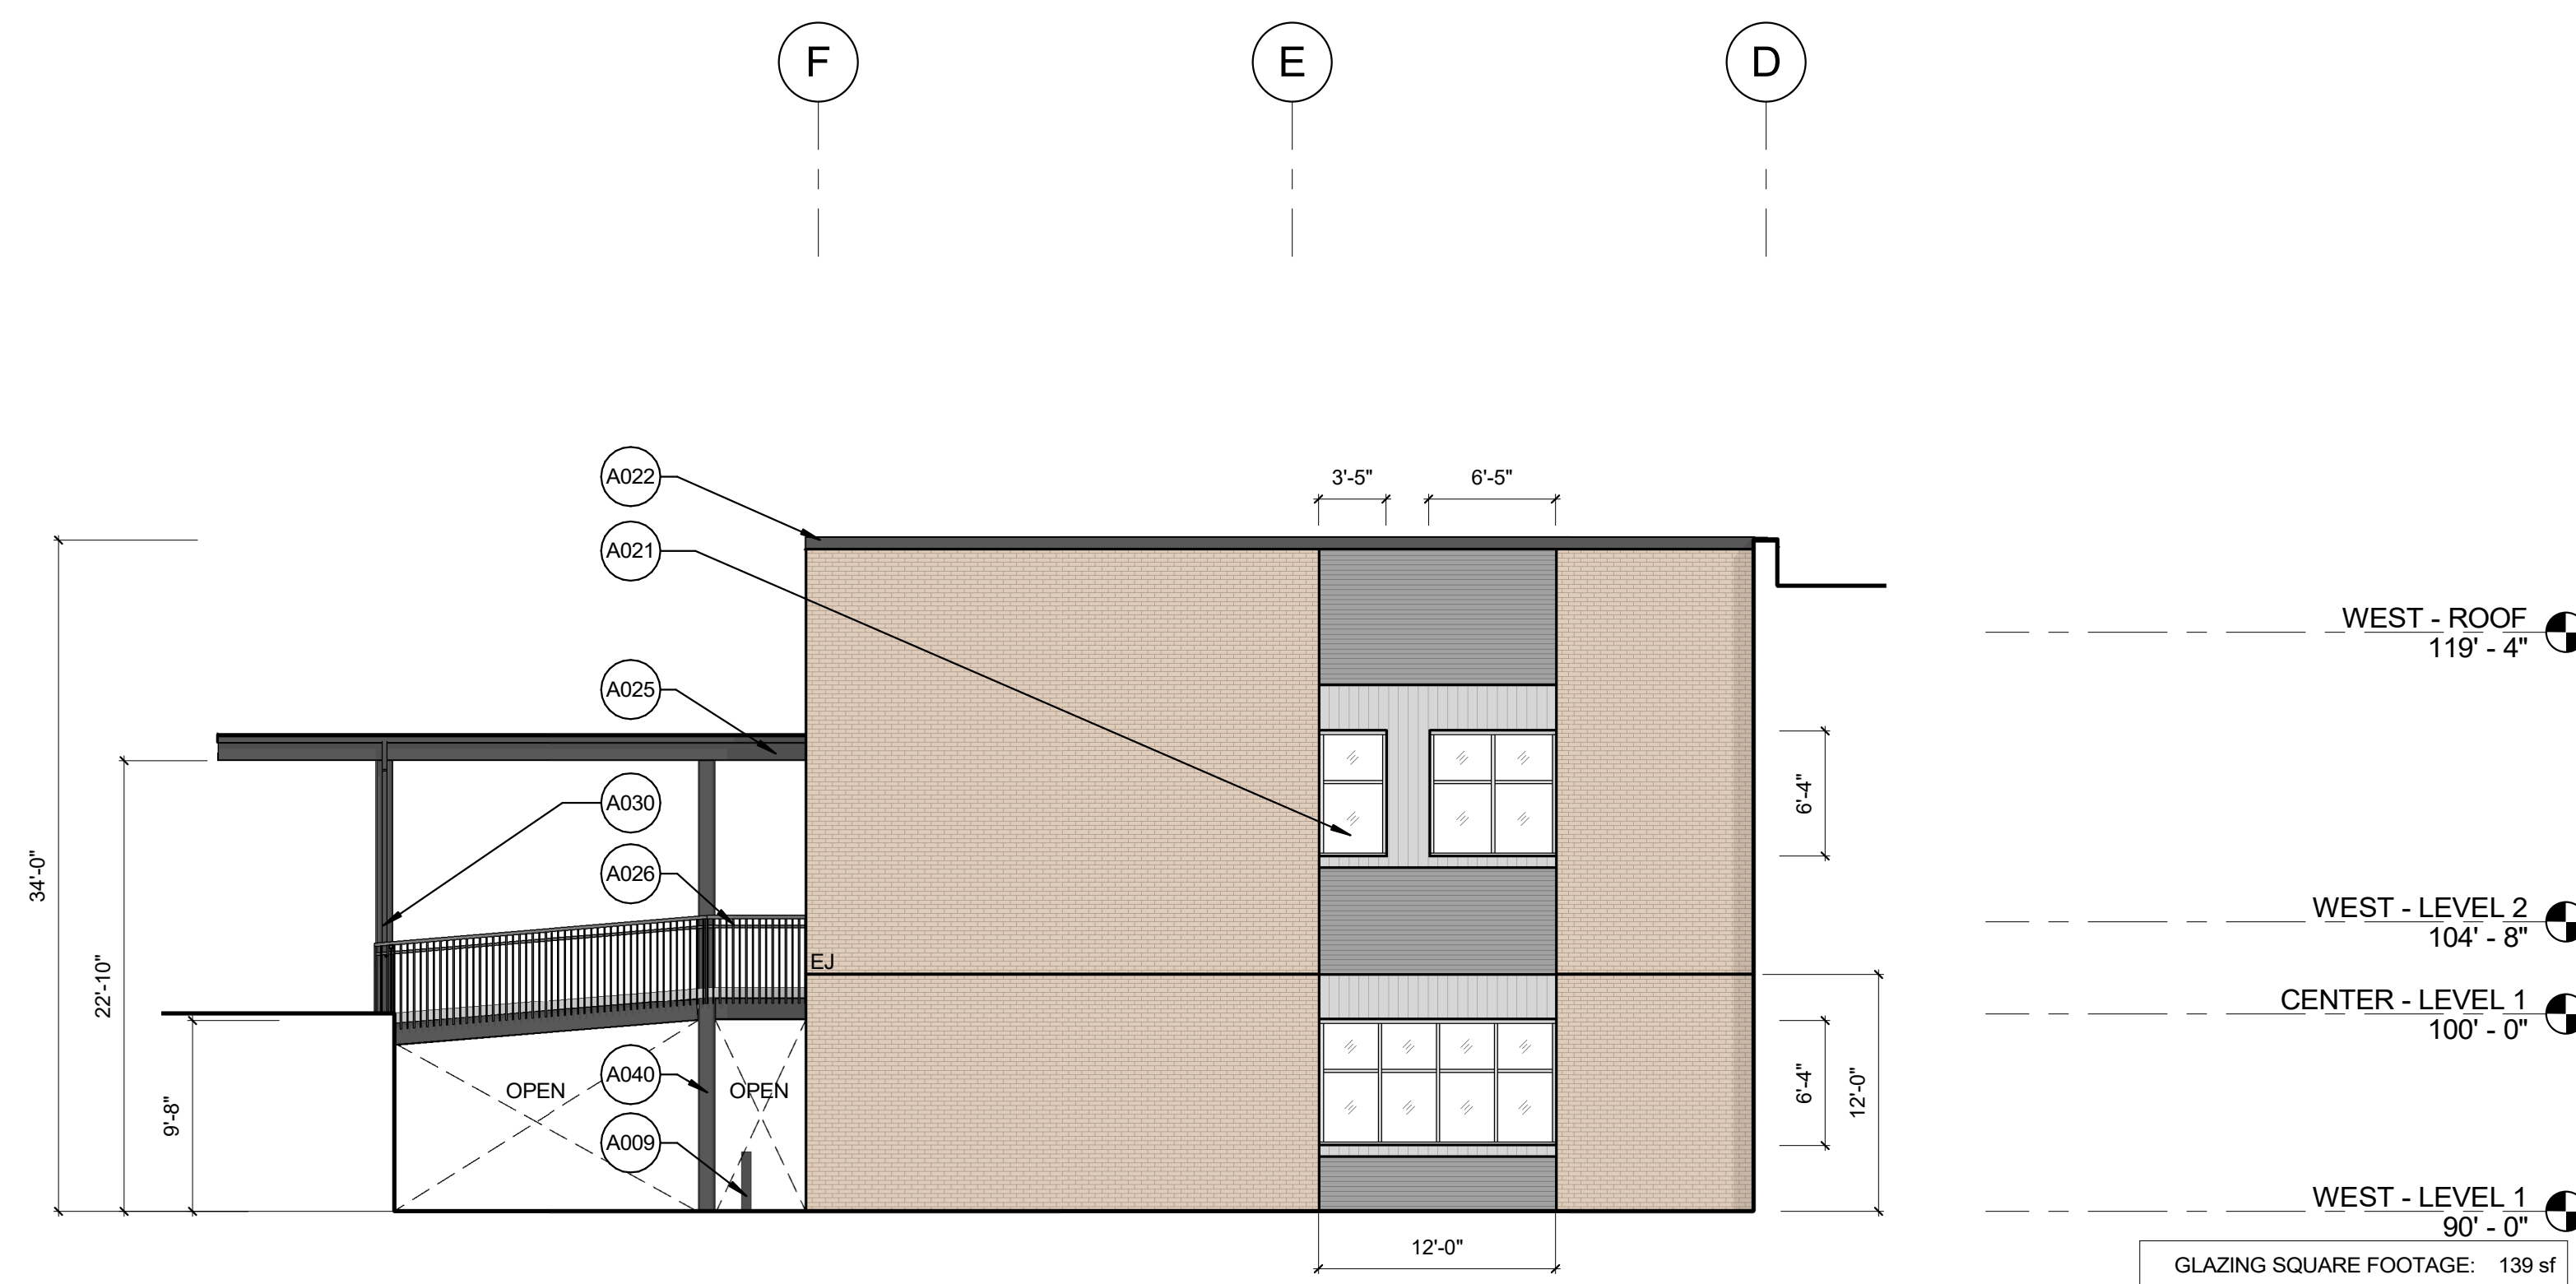 F
E
D
A022
3'-5"
6'-5"
A021
WEST - ROOF
119' - 4"
A025
6'-4"
A030
34'-0"
A026
WEST - LEVEL 2
104' - 8"
EJ
22'-10"
CENTER - LEVEL 1
100' - 0"
A040
OPEN
OPEN
6'-4"
12'-0"
9'-8"
A009
WEST - LEVEL 1
90' - 0"
12'-0"
GLAZING SQUARE FOOTAGE: 139 sf